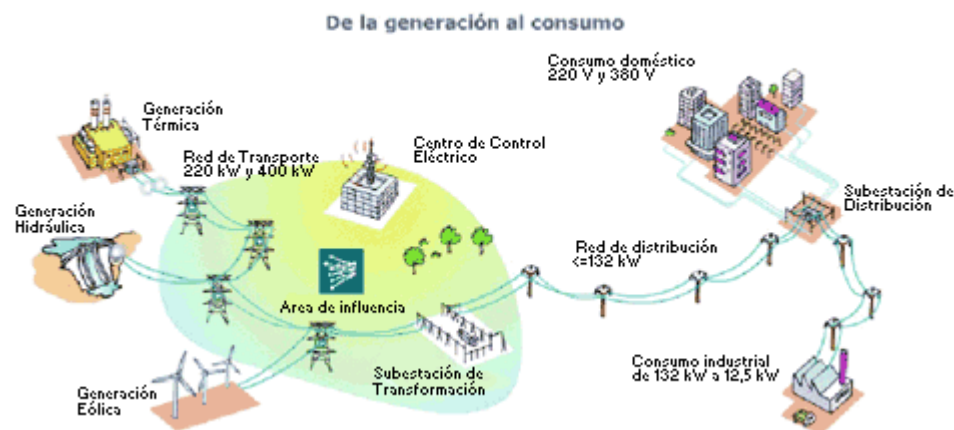 De la generación al consumo
Consumo doméstico
220 V y 380 V
Generación
Térmica
Red de Transporte
220 kW y 400 kW
Centro de Control
Eléctrico
Generación
Hidráulica
Subestación de
Distribución
Red de distribución
<=132 kW
Area de influencia
Subestación de
Transformación
Consumo industrial
de 132 kW a 12,5 kW
Generación
Eólica